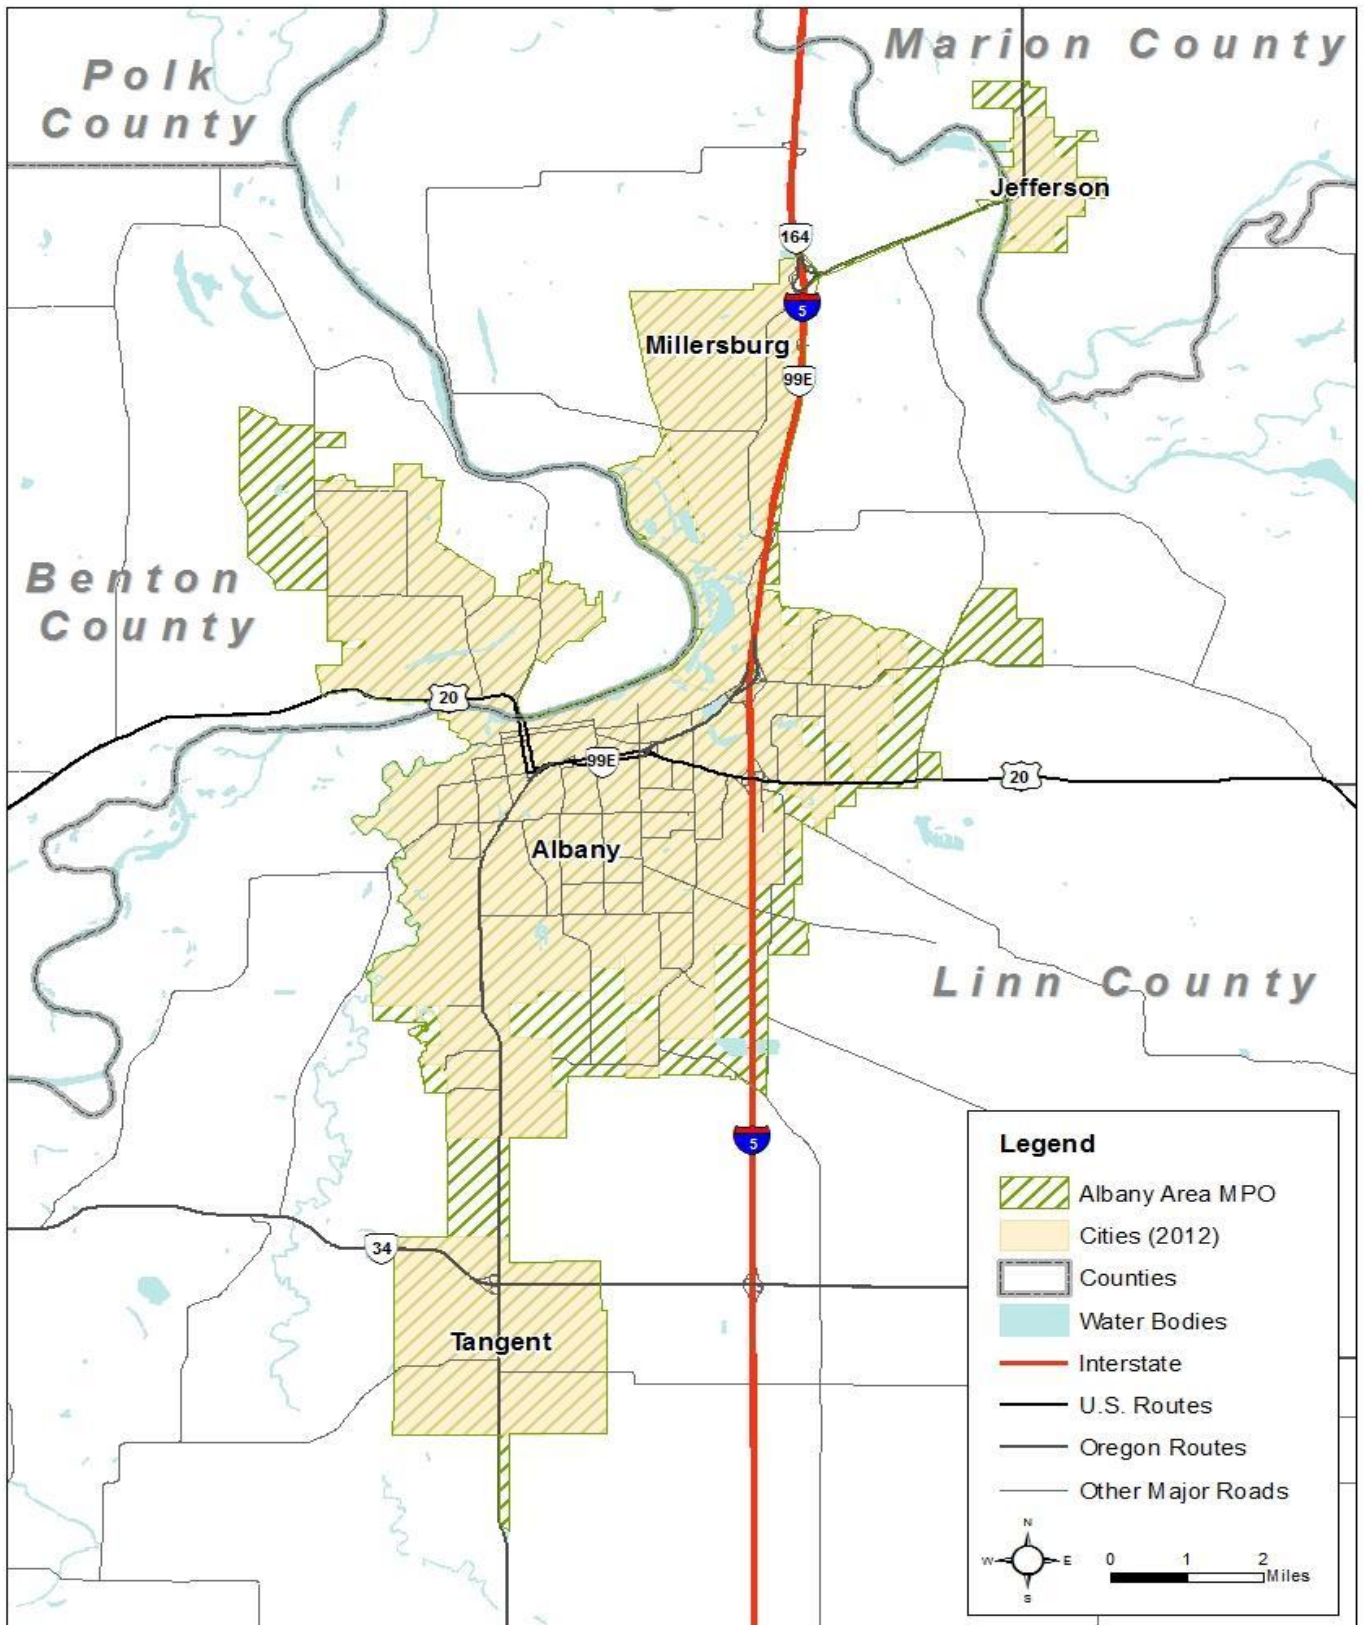 Marion County
Polk
County
Jefferson
164
5
Millersburg
99E
Benton
County
20
99E
20
Albany
Linn County
5
34
Tangent
Legend
Albany Area MPO
Cities (2012)
Counties
Water Bodies
Interstate
U.S. Routes
Oregon Routes
Other Major Roads
N
W E
S
0 1 2
Miles